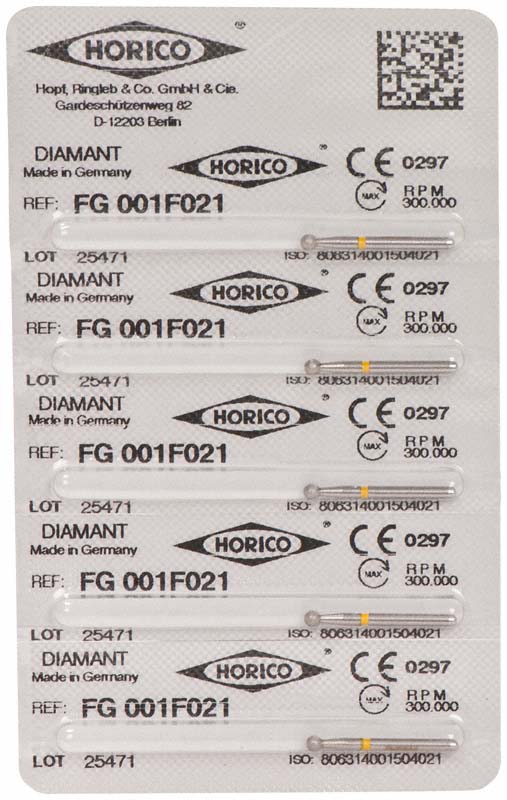 HORICO ®
Hopf, Ringleb & Co. GmbH & Cie.
Gardeschützenweg 82
D-12203 Berlin
DIAMANT HORICO ® CE 0297
Made in Germany MAX RPM
REF: FG 001F021 300.000
LOT 25471 ISO: 806314001504021
DIAMANT HORICO ® CE 0297
Made in Germany MAX RPM
REF: FG 001F021 300.000
LOT 25471 ISO: 806314001504021
DIAMANT HORICO ® CE 0297
Made in Germany MAX RPM
REF: FG 001F021 300.000
LOT 25471 ISO: 806314001504021
DIAMANT HORICO ® CE 0297
Made in Germany MAX RPM
REF: FG 001F021 300.000
LOT 25471 ISO: 806314001504021
DIAMANT HORICO ® CE 0297
Made in Germany MAX RPM
REF: FG 001F021 300.000
LOT 25471 ISO: 806314001504021